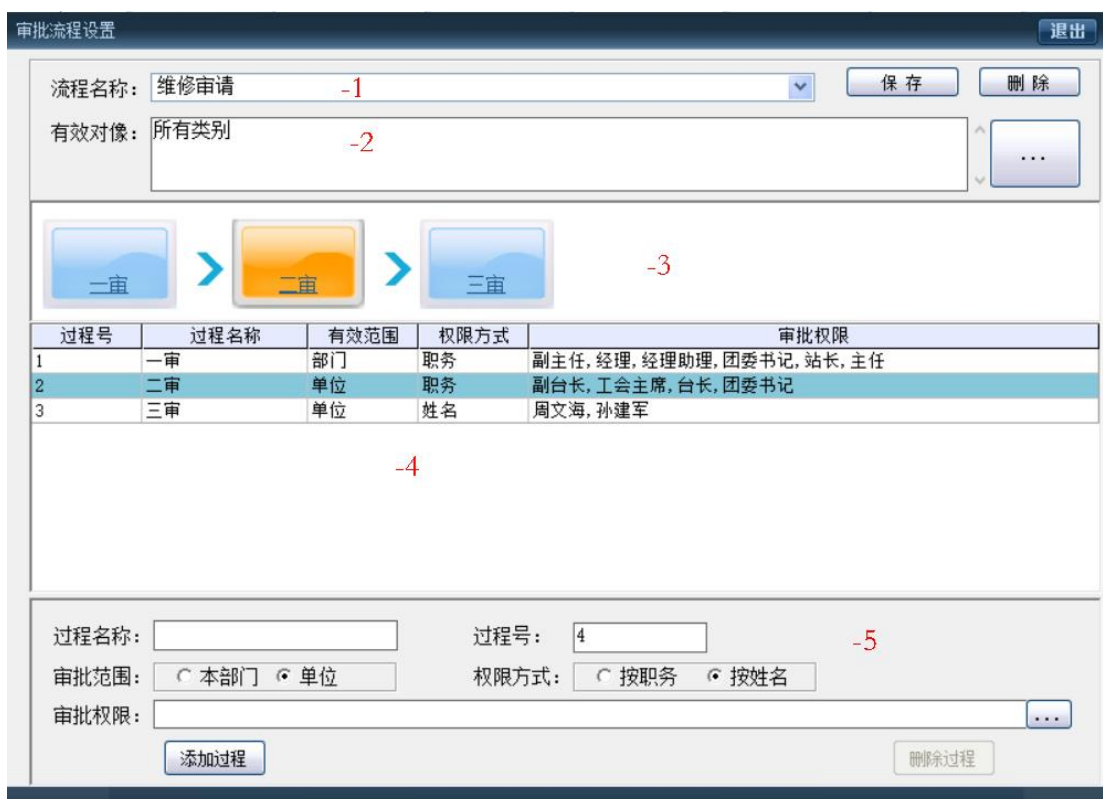 审批流程设置 退出
流程名称： 维修审请 -1 保存 删除
有效对像： 所有类别 -2 ...
一审 二审 三审 -3
过程号 过程名称 有效范围 权限方式 审批权限
1 一审 部门 职务 副主任,经理,经理助理,团委书记,站长,主任
2 二审 单位 职务 副台长,工会主席,台长,团委书记
3 三审 单位 姓名 周文海,孙建军
-4
过程名称： 过程号： 4 -5
审批范围： 本部门 单位 权限方式： 按职务 按姓名
审批权限： ...
添加过程 删除过程